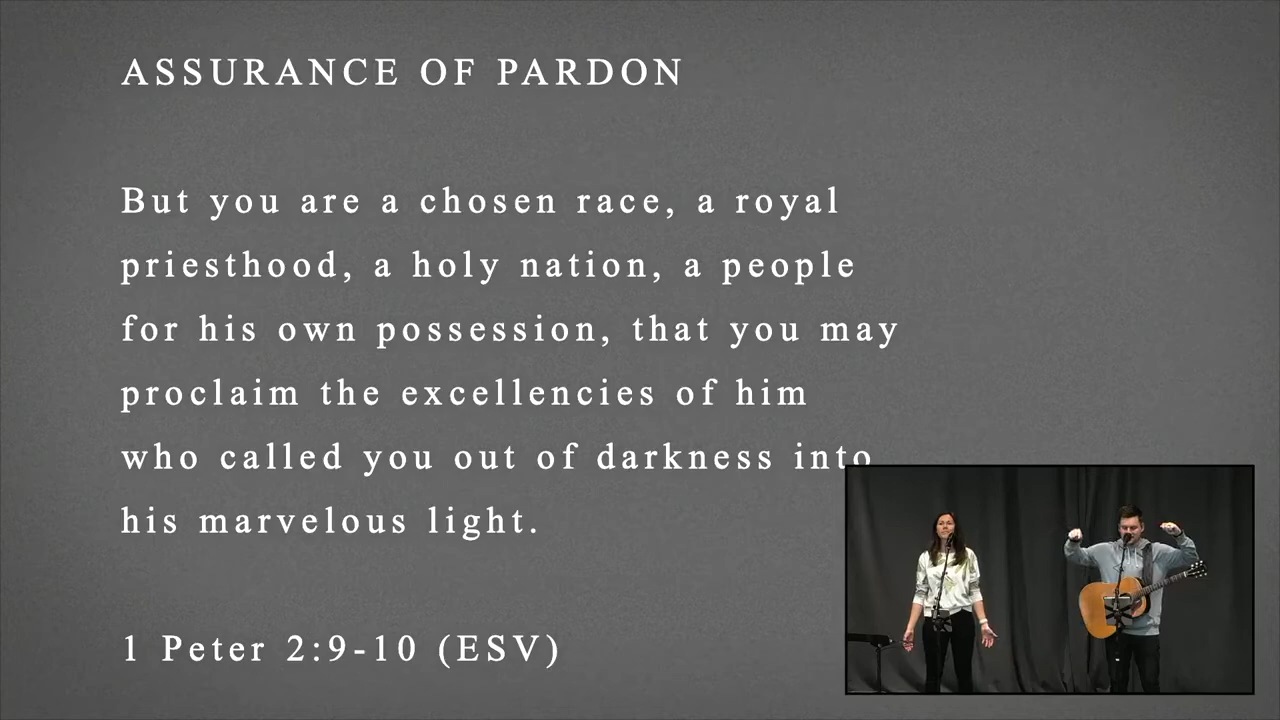 ASSURANCE OF PARDON
But you are a chosen race, a royal
priesthood, a holy nation, a people
for his own possession, that you may
proclaim the excellencies of him
who called you out of darkness into
his marvelous light.
1 Peter 2:9-10 (ESV)